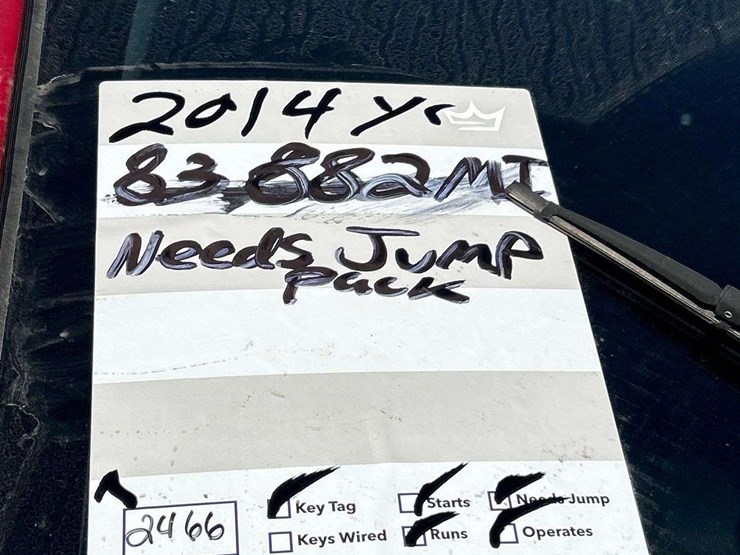 2014 Yr
83 882 MI
Needs Jump
pack
Key Tag
Starts
Needs Jump
2466
Keys Wired
Runs
Operates